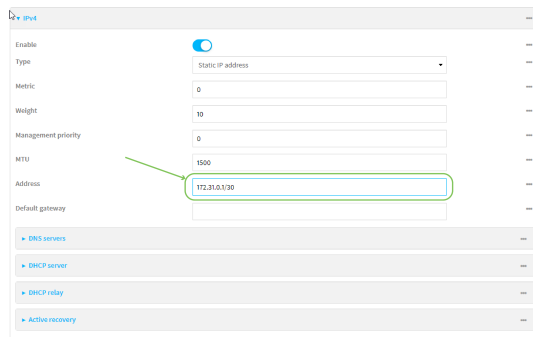 IPv4
Enable
Type
Static IP address
Metric
0
Weight
10
Management priority
0
MTU
1500
Address
172.31.0.1/30
Default gateway
DNS servers
DHCP server
DHCP relay
Active recovery